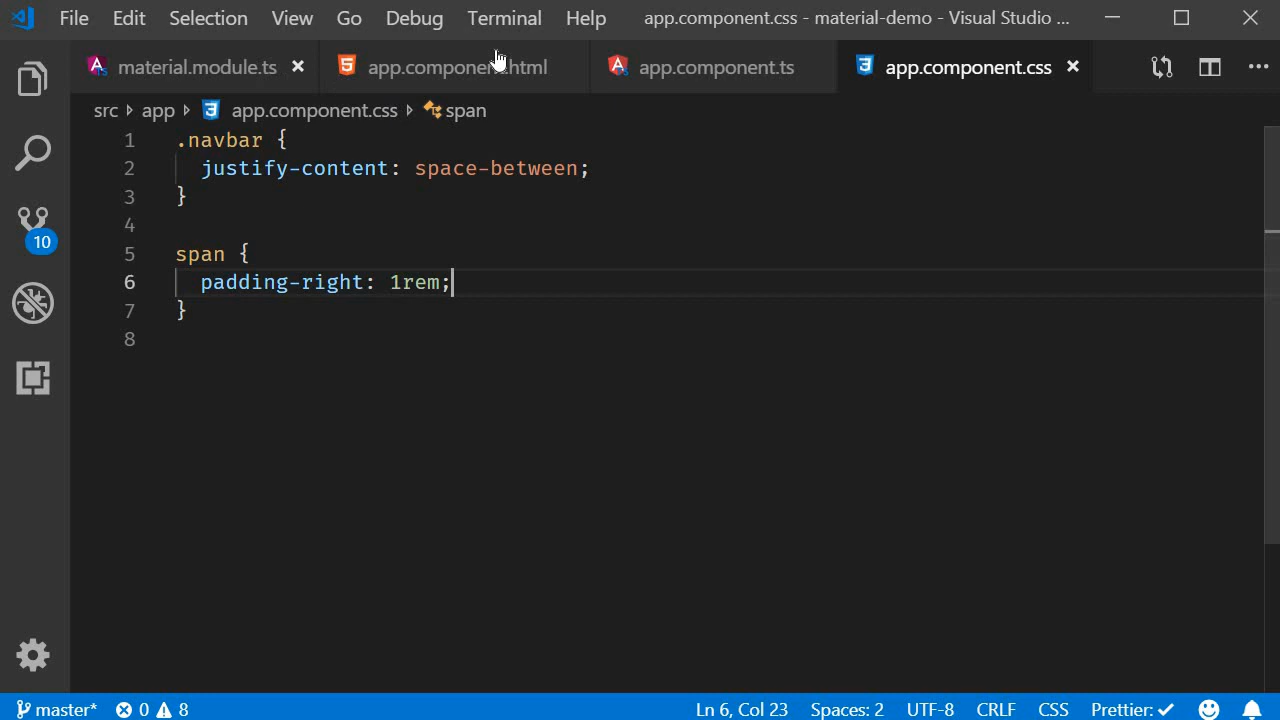 File Edit Selection View Go Debug Terminal Help app.component.css - material-demo - Visual Studio ...
material.module.ts app.component.html app.component.ts app.component.css
src app app.component.css span
1 .navbar {
2 justify-content: space-between;
3 }
4
5 span {
6 padding-right: 1rem;
7 }
8
10
master* 0 8 Ln 6, Col 23 Spaces: 2 UTF-8 CRLF CSS Prettier: ✓